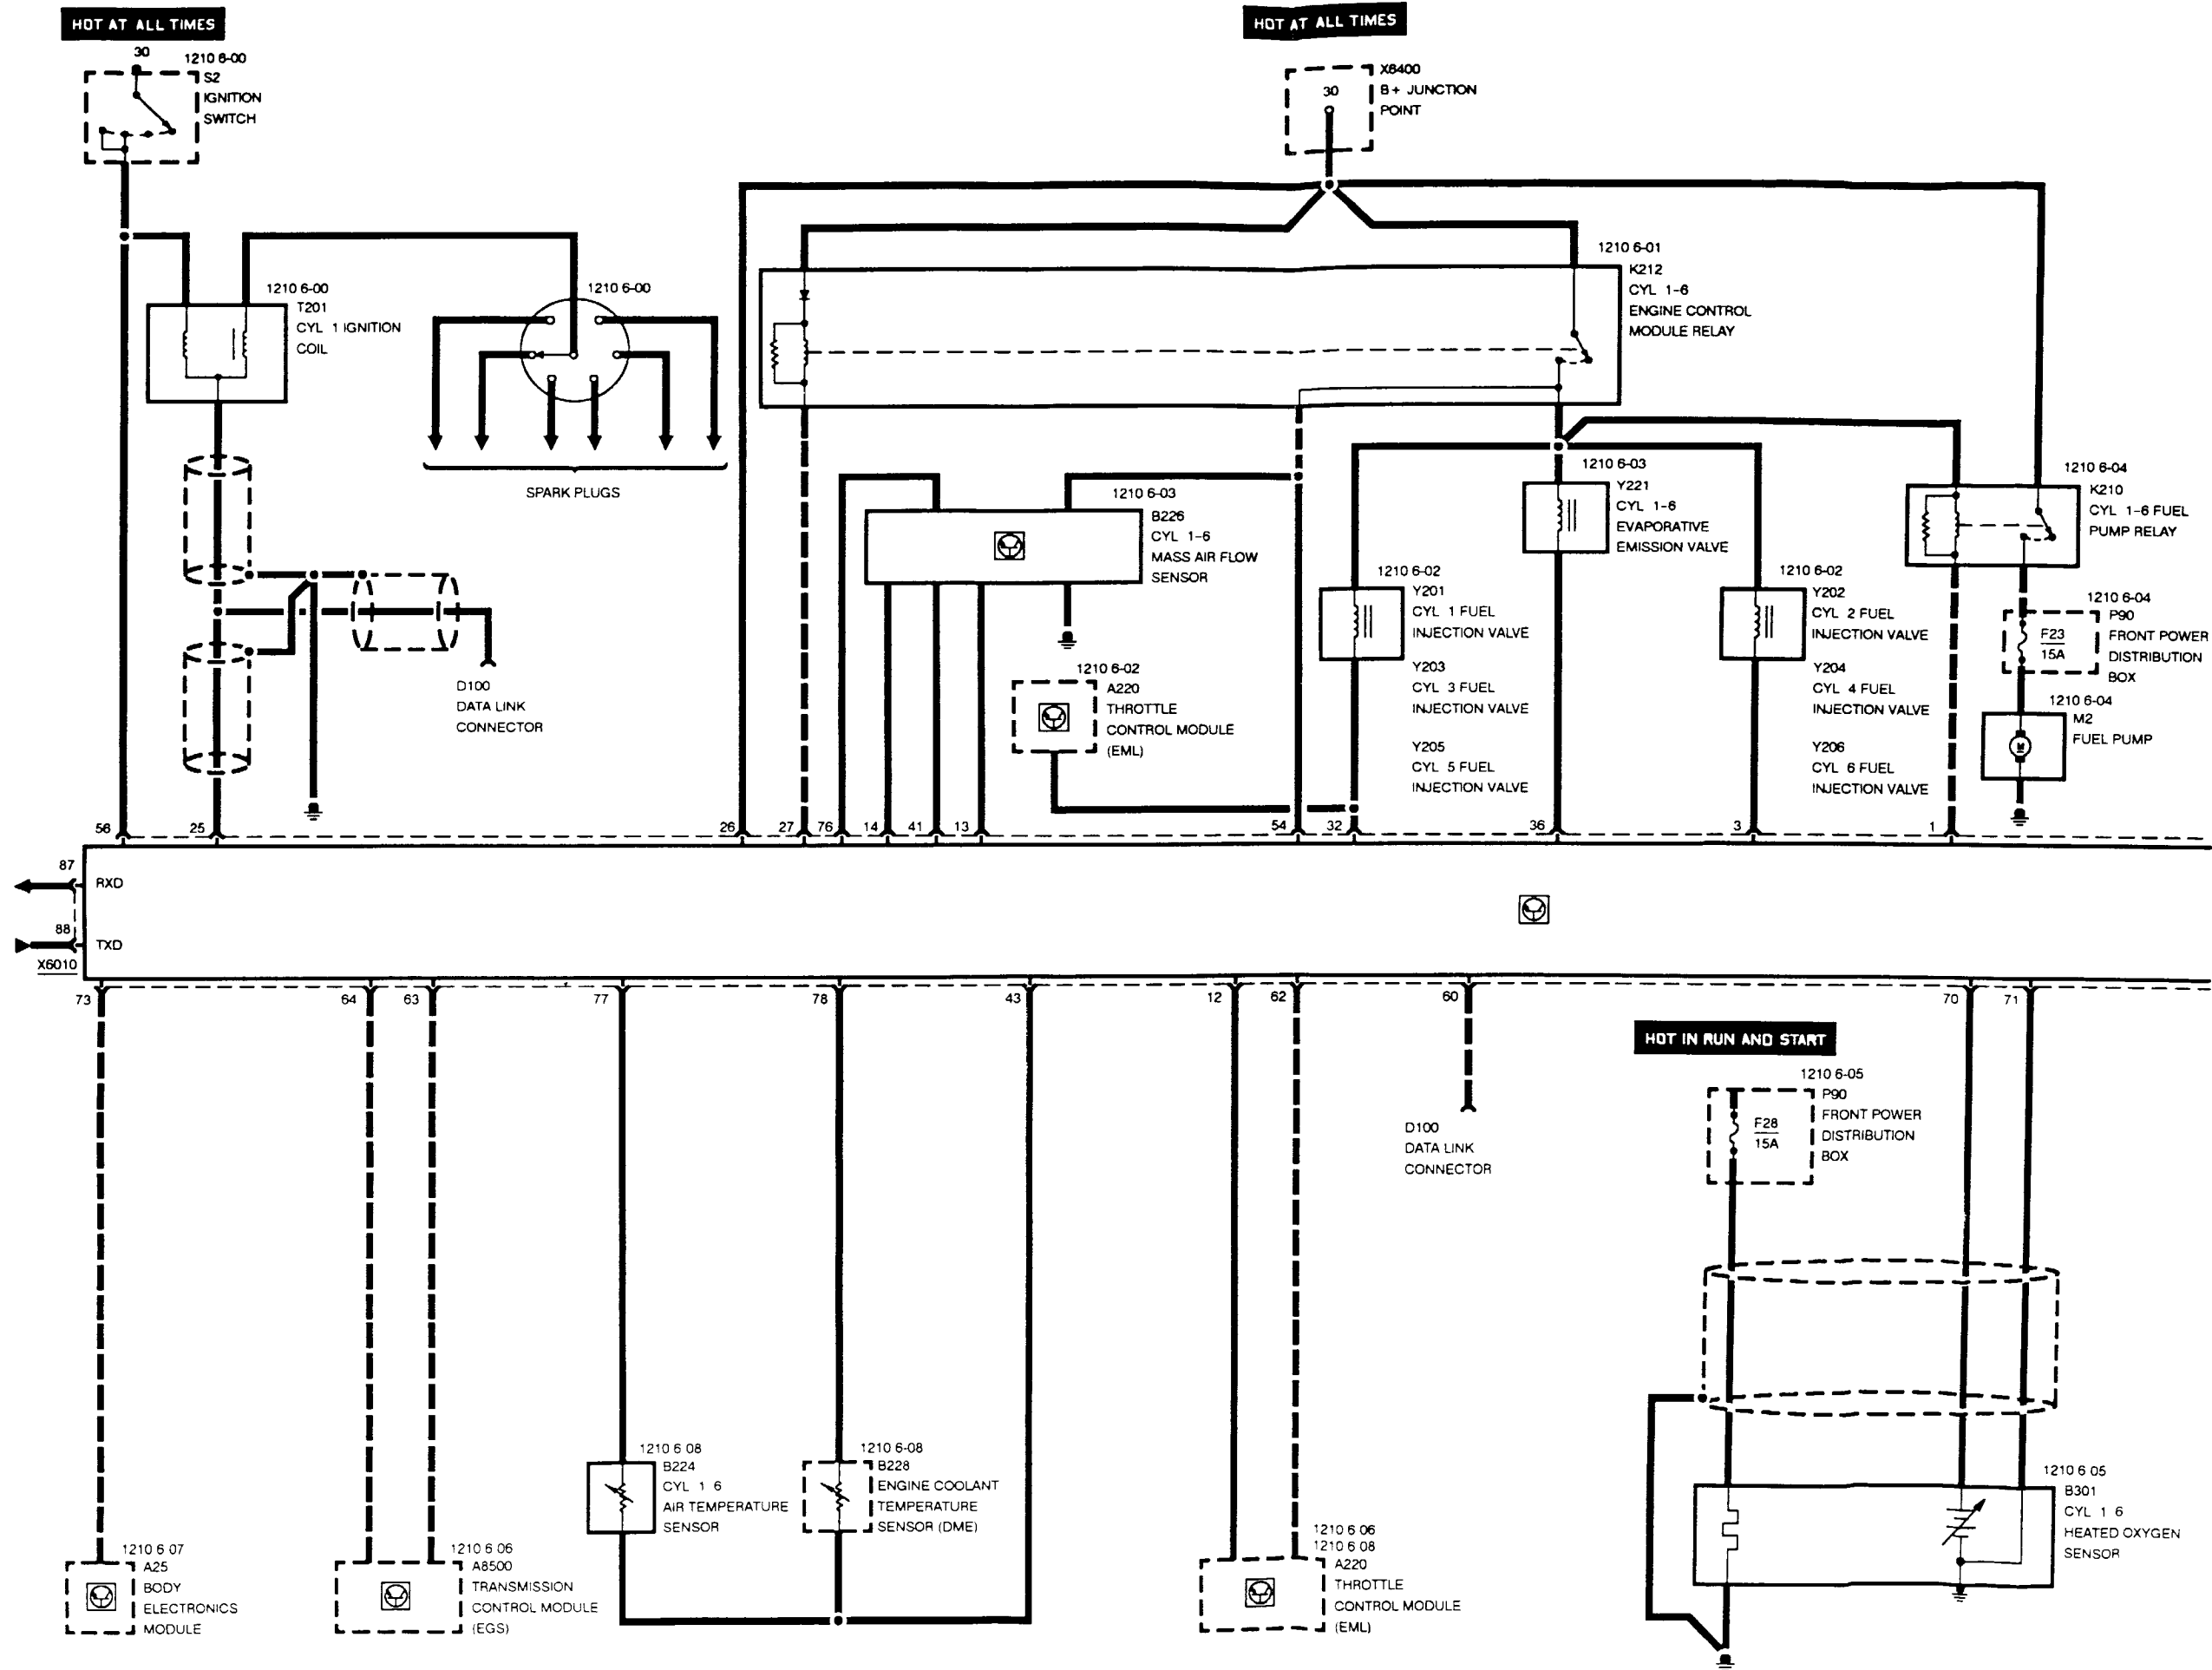 HOT AT ALL TIMES
30
1210 6-00
S2
IGNITION
SWITCH
HOT AT ALL TIMES
30
X6400
B+ JUNCTION
POINT
1210 6-00
T201
CYL 1 IGNITION
COIL
1210 6-00
SPARK PLUGS
1210 6-01
K212
CYL 1-6
ENGINE CONTROL
MODULE RELAY
1210 6-03
B226
CYL 1-6
MASS AIR FLOW
SENSOR
1210 6-03
Y221
CYL 1-6
EVAPORATIVE
EMISSION VALVE
1210 6-04
K210
CYL 1-6 FUEL
PUMP RELAY
1210 6-02
Y201
CYL 1 FUEL
INJECTION VALVE
Y203
CYL 3 FUEL
INJECTION VALVE
Y205
CYL 5 FUEL
INJECTION VALVE
1210 6-02
Y202
CYL 2 FUEL
INJECTION VALVE
Y204
CYL 4 FUEL
INJECTION VALVE
Y206
CYL 6 FUEL
INJECTION VALVE
1210 6-04
F23
15A
P90
FRONT POWER
DISTRIBUTION
BOX
1210 6-04
M2
FUEL PUMP
M
D100
DATA LINK
CONNECTOR
1210 6-02
A220
THROTTLE
CONTROL MODULE
(EML)
56
25
26
27
76
14
41
13
54
32
36
3
1
87
RXD
88
TXD
X6010
73
64
63
77
78
43
12
62
60
70
71
D100
DATA LINK
CONNECTOR
HOT IN RUN AND START
1210 6-05
F28
15A
P90
FRONT POWER
DISTRIBUTION
BOX
1210 6 08
B224
CYL 1 6
AIR TEMPERATURE
SENSOR
1210 6-08
B228
ENGINE COOLANT
TEMPERATURE
SENSOR (DME)
1210 6 05
B301
CYL 1 6
HEATED OXYGEN
SENSOR
1210 6 07
A25
BODY
ELECTRONICS
MODULE
1210 6 06
A8500
TRANSMISSION
CONTROL MODULE
(EGS)
1210 6 06
1210 6 08
A220
THROTTLE
CONTROL MODULE
(EML)